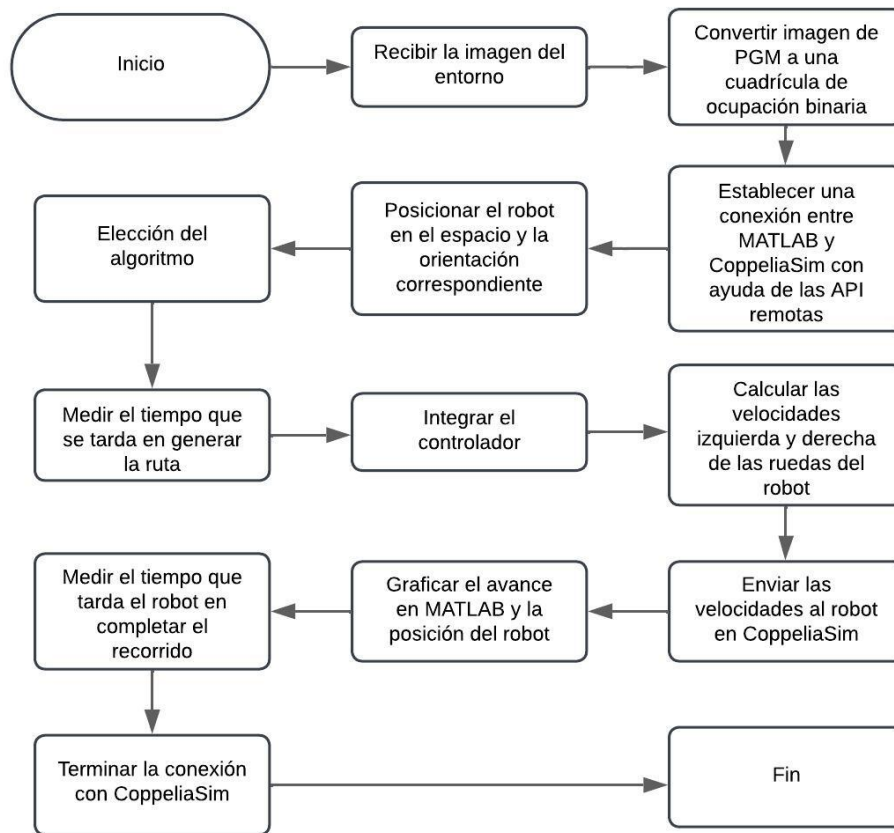 Inicio
Recibir la imagen del
entorno
Convertir imagen de
PGM a una
cuadrícula de
ocupación binaria
Establecer una
conexión entre
MATLAB y
CoppeliaSim con
ayuda de las API
remotas
Posicionar el robot
en el espacio y la
orientación
correspondiente
Elección del
algoritmo
Medir el tiempo que
se tarda en generar
la ruta
Integrar el
controlador
Calcular las
velocidades
izquierda y derecha
de las ruedas del
robot
Enviar las
velocidades al robot
en CoppeliaSim
Graficar el avance
en MATLAB y la
posición del robot
Medir el tiempo que
tarda el robot en
completar el
recorrido
Terminar la conexión
con CoppeliaSim
Fin